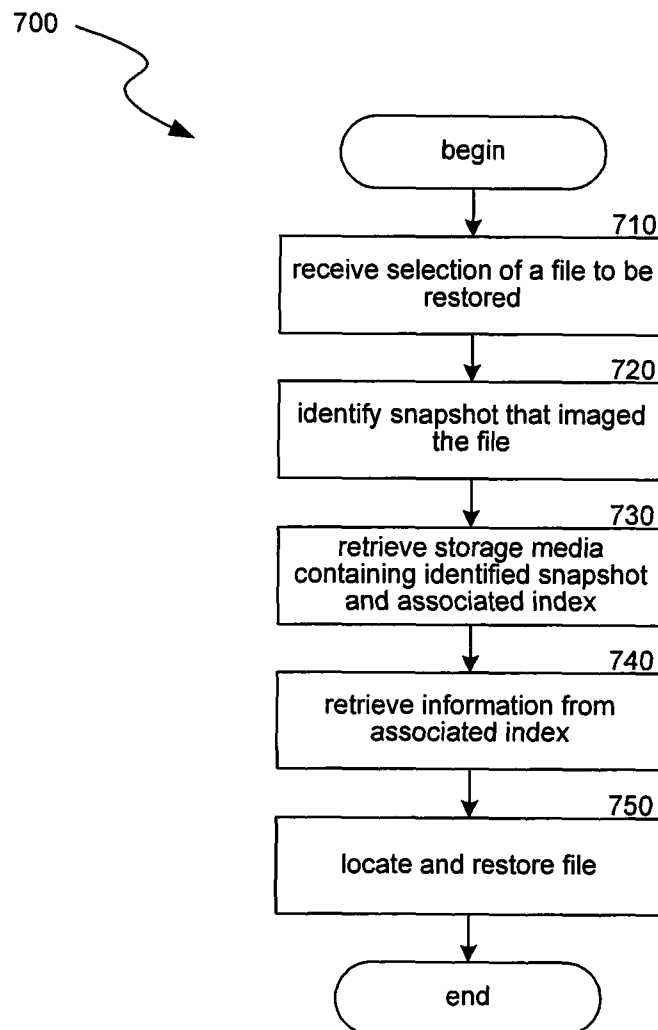 700
begin
710
receive selection of a file to be
restored
720
identify snapshot that imaged
the file
730
retrieve storage media
containing identified snapshot
and associated index
740
retrieve information from
associated index
750
locate and restore file
end